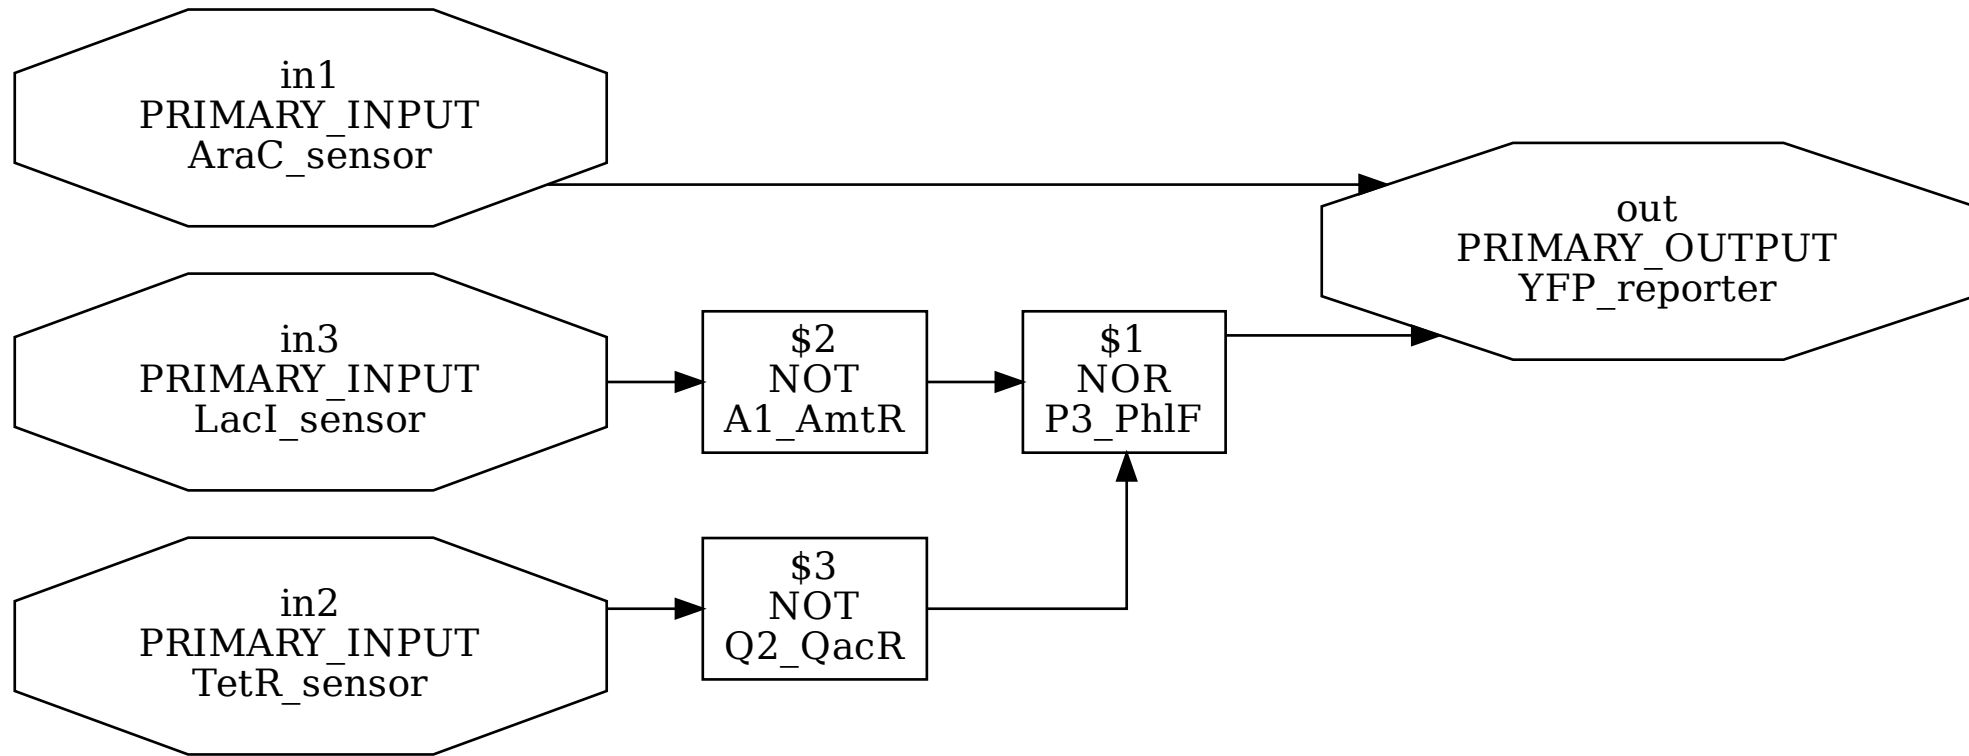 in1
PRIMARY_INPUT
AraC_sensor
out
PRIMARY_OUTPUT
YFP_reporter
in3
PRIMARY_INPUT
LacI_sensor
$2
NOT
A1_AmtR
$1
NOR
P3_PhlF
in2
PRIMARY_INPUT
TetR_sensor
$3
NOT
Q2_QacR